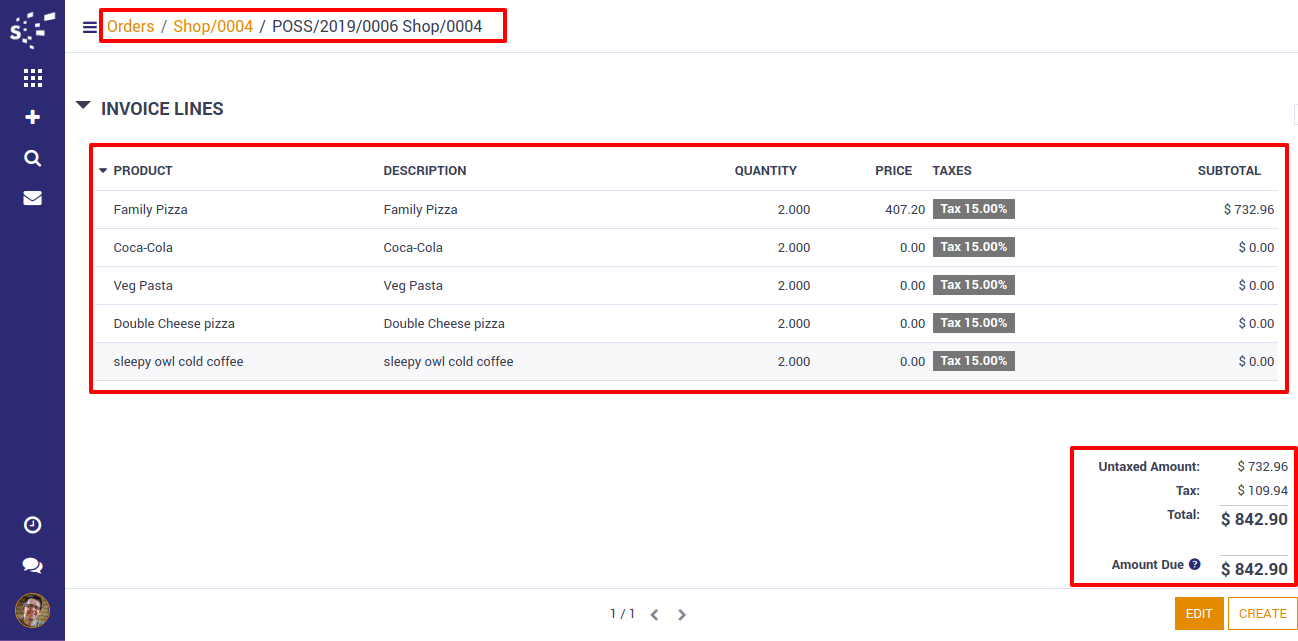 S
Orders / Shop/0004 / POSS/2019/0006 Shop/0004
INVOICE LINES
PRODUCT DESCRIPTION QUANTITY PRICE TAXES SUBTOTAL
Family Pizza Family Pizza 2.000 407.20 Tax 15.00% $ 732.96
Coca-Cola Coca-Cola 2.000 0.00 Tax 15.00% $ 0.00
Veg Pasta Veg Pasta 2.000 0.00 Tax 15.00% $ 0.00
Double Cheese pizza Double Cheese pizza 2.000 0.00 Tax 15.00% $ 0.00
sleepy owl cold coffee sleepy owl cold coffee 2.000 0.00 Tax 15.00% $ 0.00
Untaxed Amount: $ 732.96
Tax: $ 109.94
Total: $ 842.90
Amount Due ? $ 842.90
1 / 1
EDIT CREATE